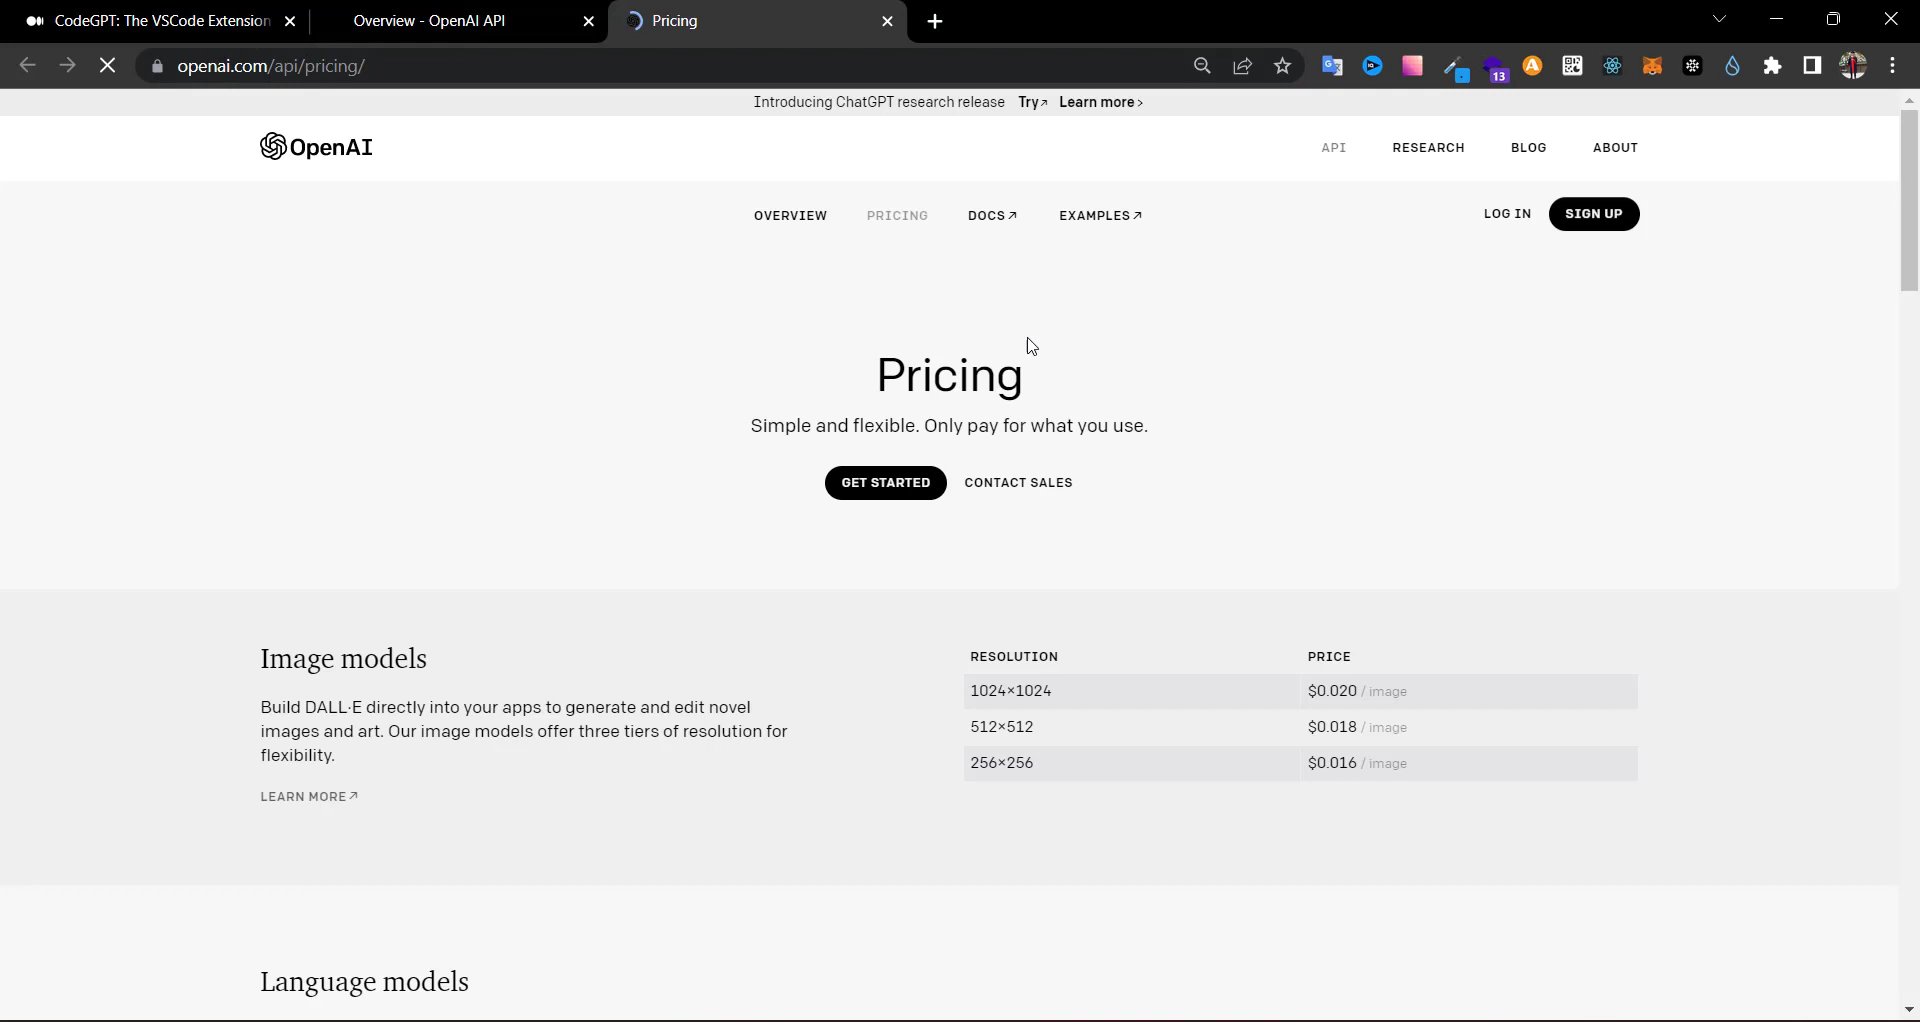 CodeGPT: The VSCode Extension
Overview - OpenAI API
Pricing
openai.com/api/pricing/
13
Introducing ChatGPT research release Try↗ Learn more›
OpenAI
API RESEARCH BLOG ABOUT
OVERVIEW PRICING DOCS↗ EXAMPLES↗ LOG IN SIGN UP
Pricing
Simple and flexible. Only pay for what you use.
GET STARTED CONTACT SALES
Image models
Build DALL·E directly into your apps to generate and edit novel
images and art. Our image models offer three tiers of resolution for
flexibility.
LEARN MORE↗
RESOLUTION PRICE
1024×1024 $0.020 / image
512×512 $0.018 / image
256×256 $0.016 / image
Language models